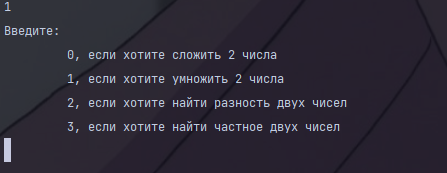 1
Введите:
0, если хотите сложить 2 числа
1, если хотите умножить 2 числа
2, если хотите найти разность двух чисел
3, если хотите найти частное двух чисел